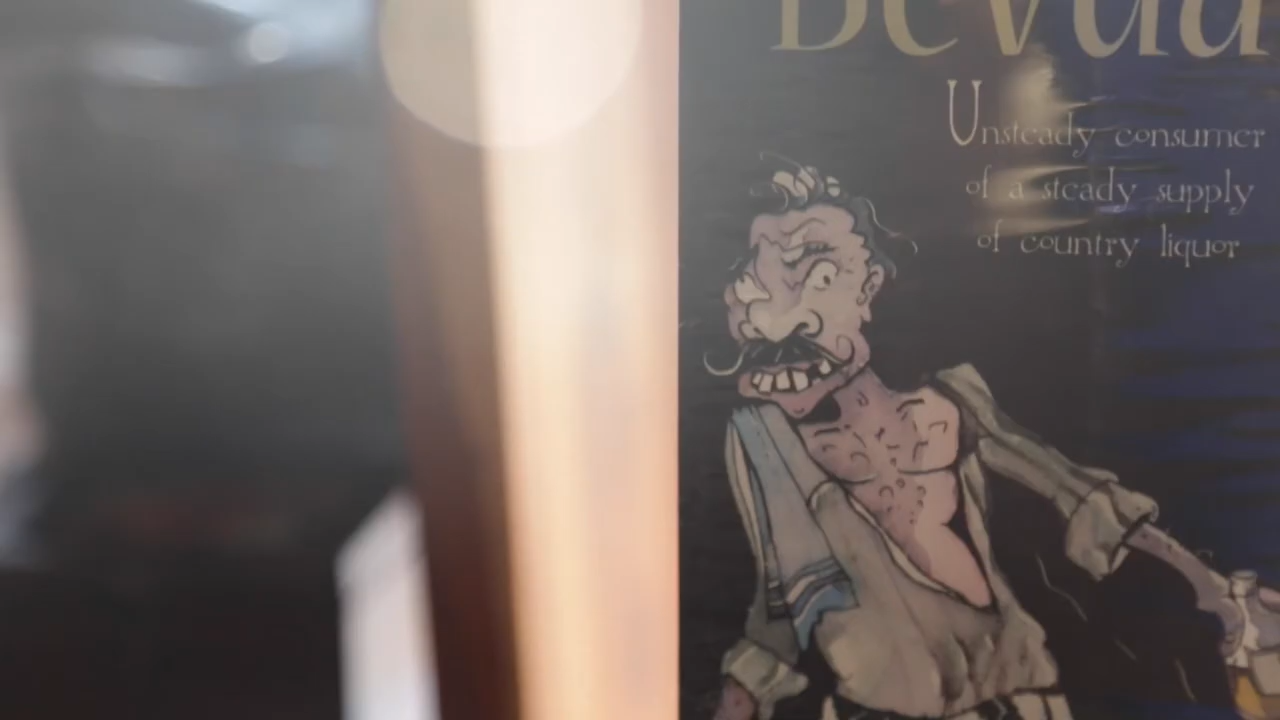 Unsteady consumer
of a steady supply
of country liquor